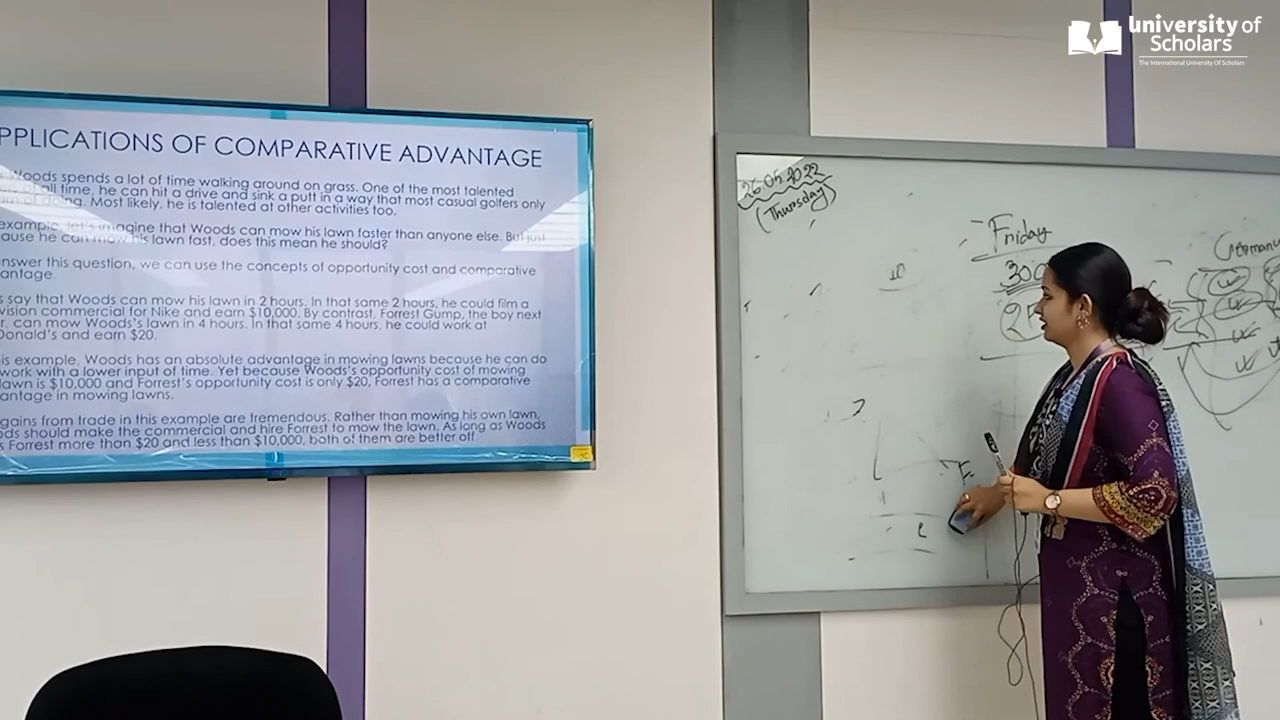 university of
Scholars
The International University Of Scholars
PPLICATIONS OF COMPARATIVE ADVANTAGE
Woods spends a lot of time walking around on grass. One of the most talented
all time, he can hit a drive and sink a putt in a way that most casual golfers only
of doing. Most likely, he is talented at other activities too.
example, let's imagine that Woods can mow his lawn faster than anyone else. But just
ause he can mow his lawn fast, does this mean he should?
nswer this question, we can use the concepts of opportunity cost and comparative
antage.
s say that Woods can mow his lawn in 2 hours. In that same 2 hours, he could film a
vision commercial for Nike and earn $10,000. By contrast, Forrest Gump, the boy next
r, can mow Woods's lawn in 4 hours. In that same 4 hours, he could work at
Donald's and earn $20.
is example, Woods has an absolute advantage in mowing lawns because he can do
work with a lower input of time. Yet because Woods's opportunity cost of mowing
lawn is $10,000 and Forrest's opportunity cost is only $20, Forrest has a comparative
antage in mowing lawns.
gains from trade in this example are tremendous. Rather than mowing his own lawn,
ods should make the commercial and hire Forrest to mow the lawn. As long as Woods
s Forrest more than $20 and less than $10,000, both of them are better off
26.05.2022
(Thursday)
Friday
10
300